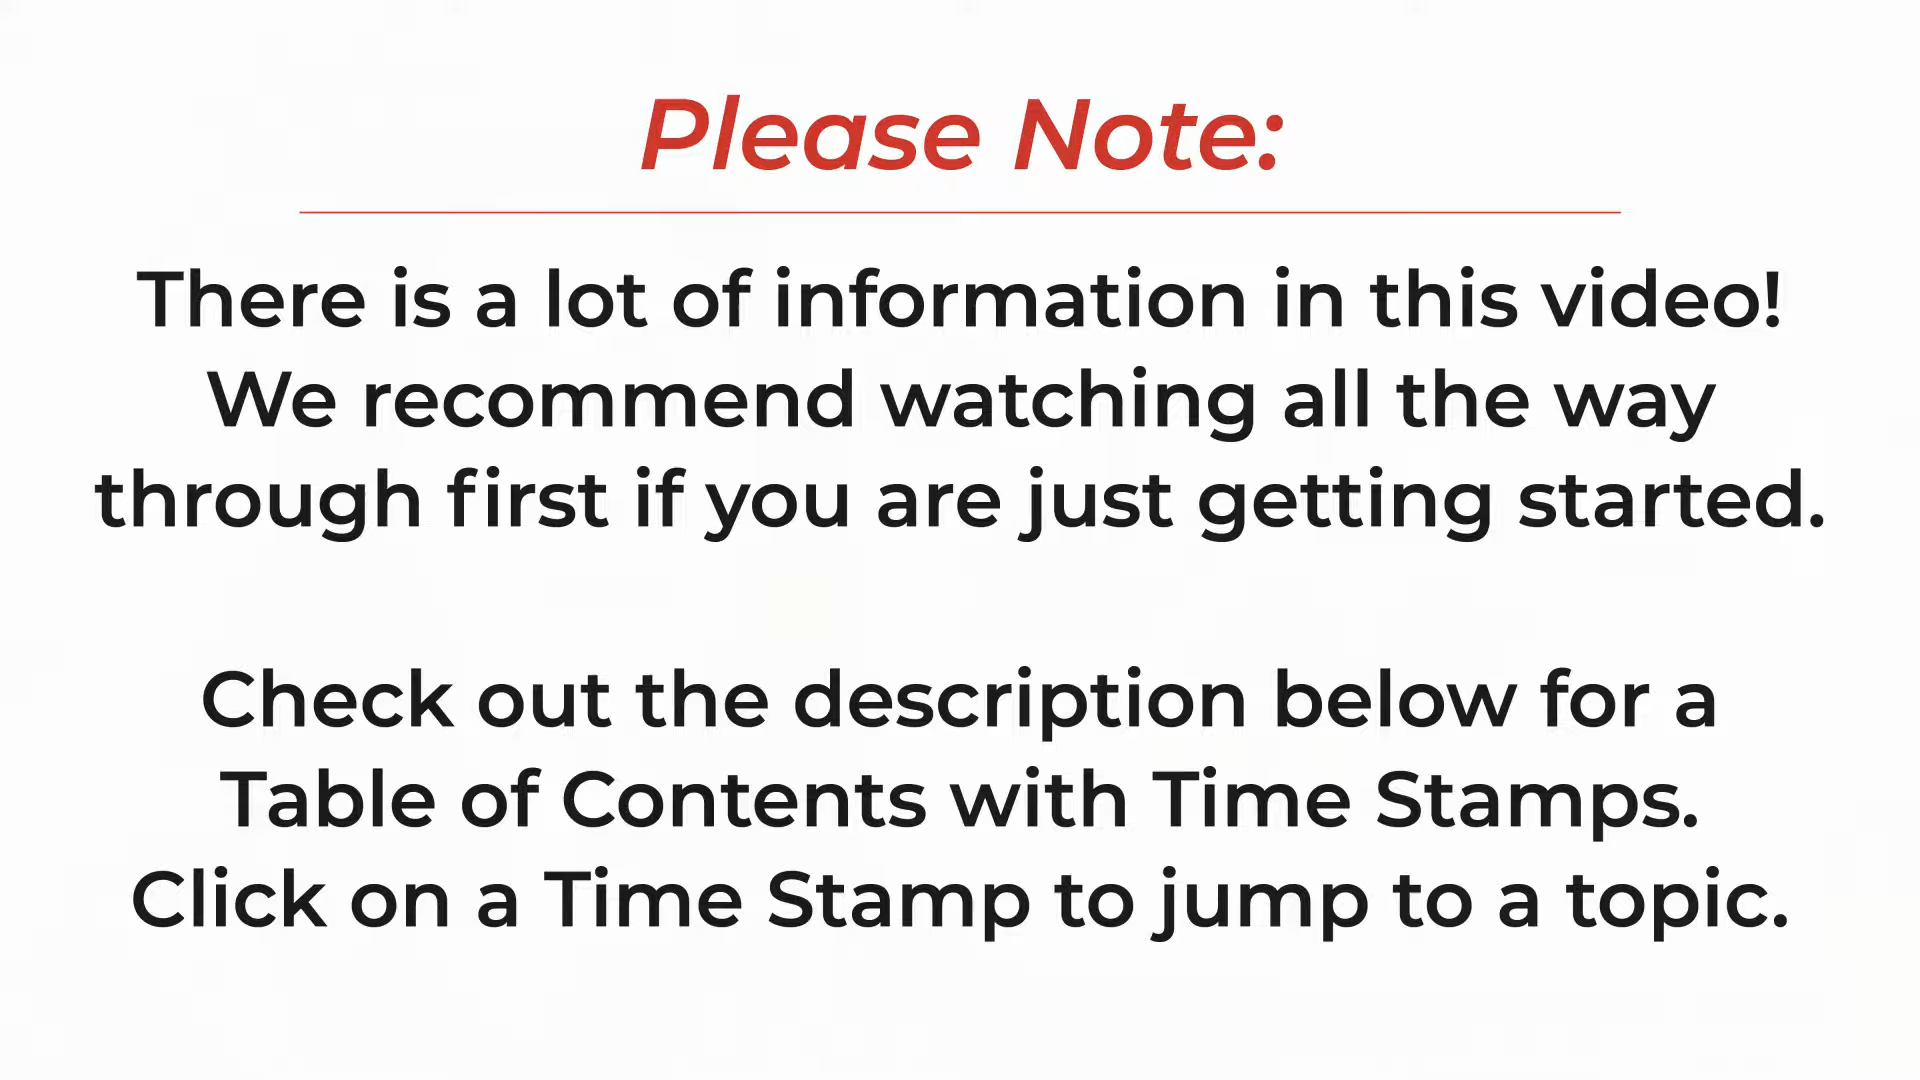 Please Note:
There is a lot of information in this video!
We recommend watching all the way
through first if you are just getting started.
Check out the description below for a
Table of Contents with Time Stamps.
Click on a Time Stamp to jump to a topic.